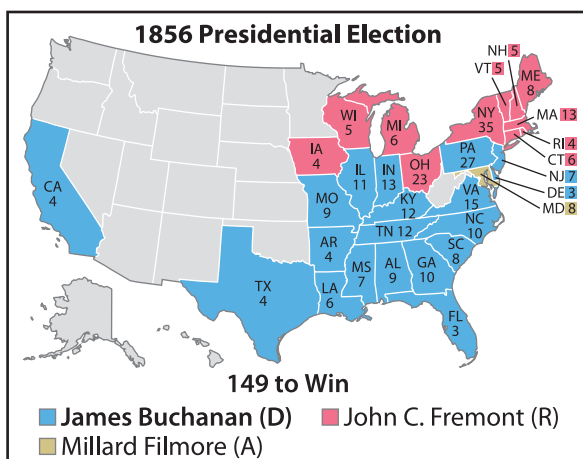 1856 Presidential Election
NH 5
VT 5
ME
8
WI
5
MI
6
NY
35
MA 13
IA
4
OH
23
PA
27
RI 4
CT 6
NJ 7
DE 3
MD 8
CA
4
IL
11
IN
13
MO
9
KY
12
VA
15
NC
10
TN 12
AR
4
SC
8
TX
4
LA
6
MS
7
AL
9
GA
10
FL
3
149 to Win
James Buchanan (D)
John C. Fremont (R)
Millard Filmore (A)